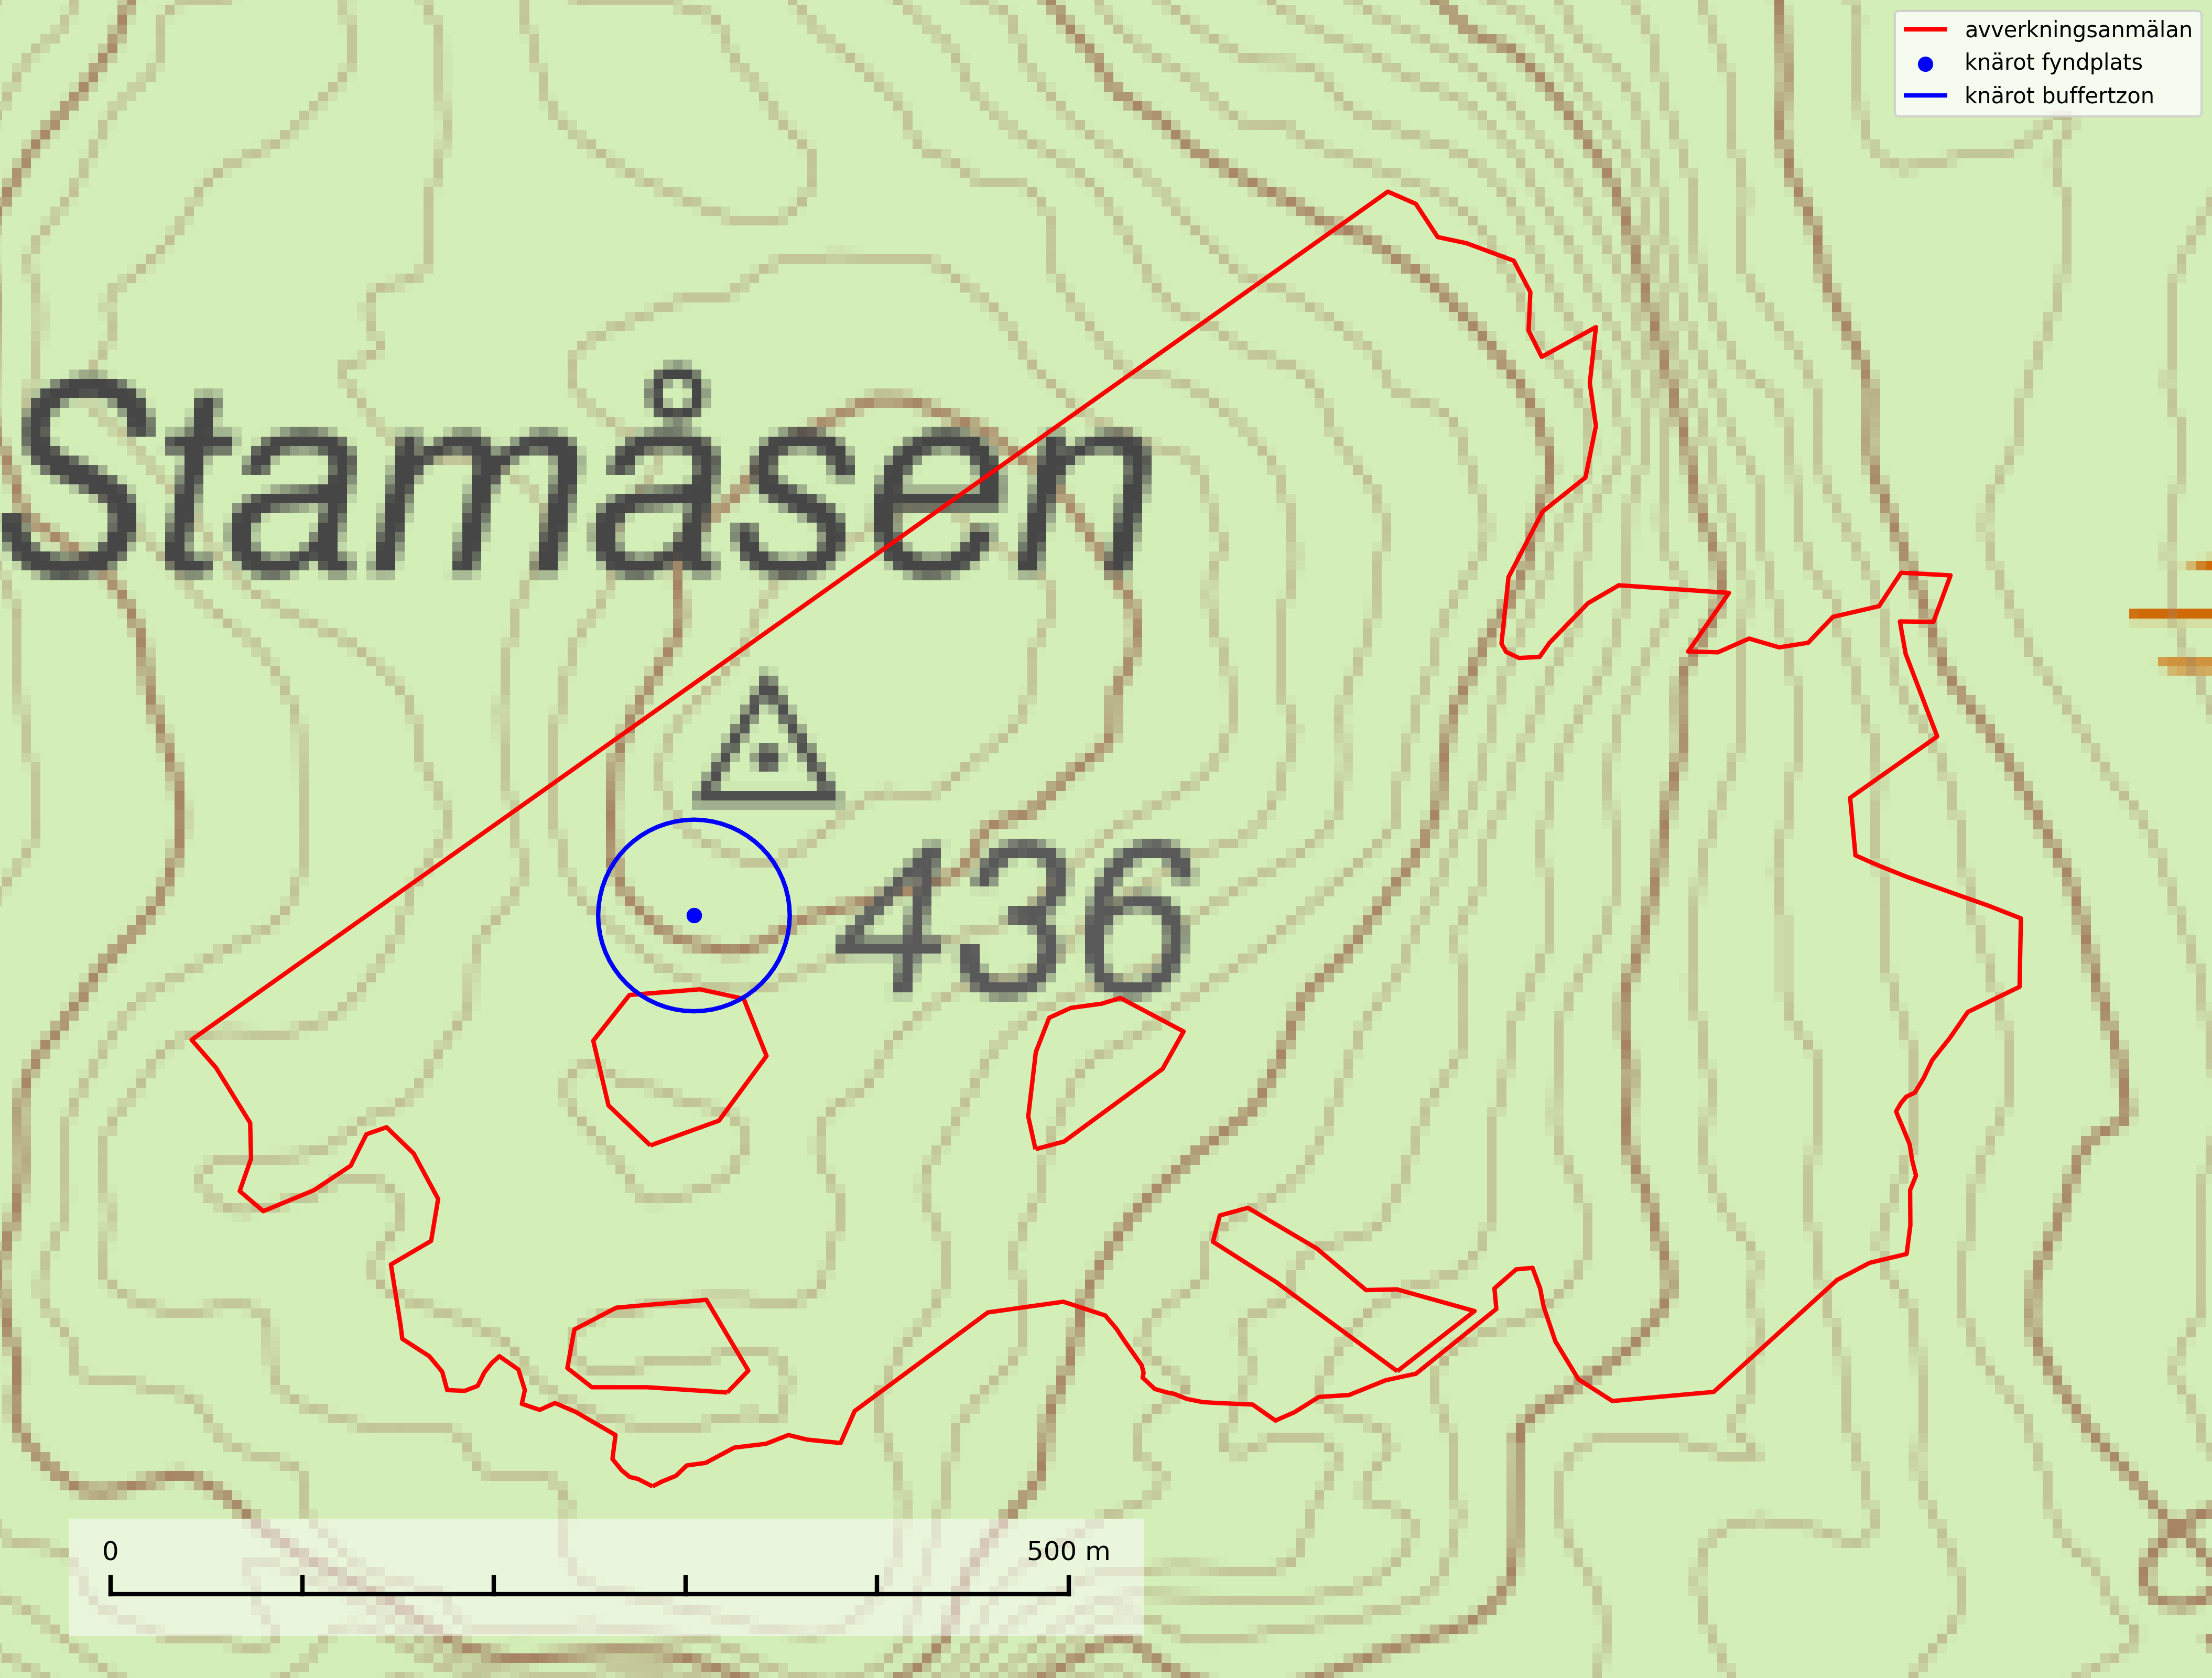 avverkningsanmälan
knärot fyndplats
knärot buffertzon
Stamåsen
436
0 500 m